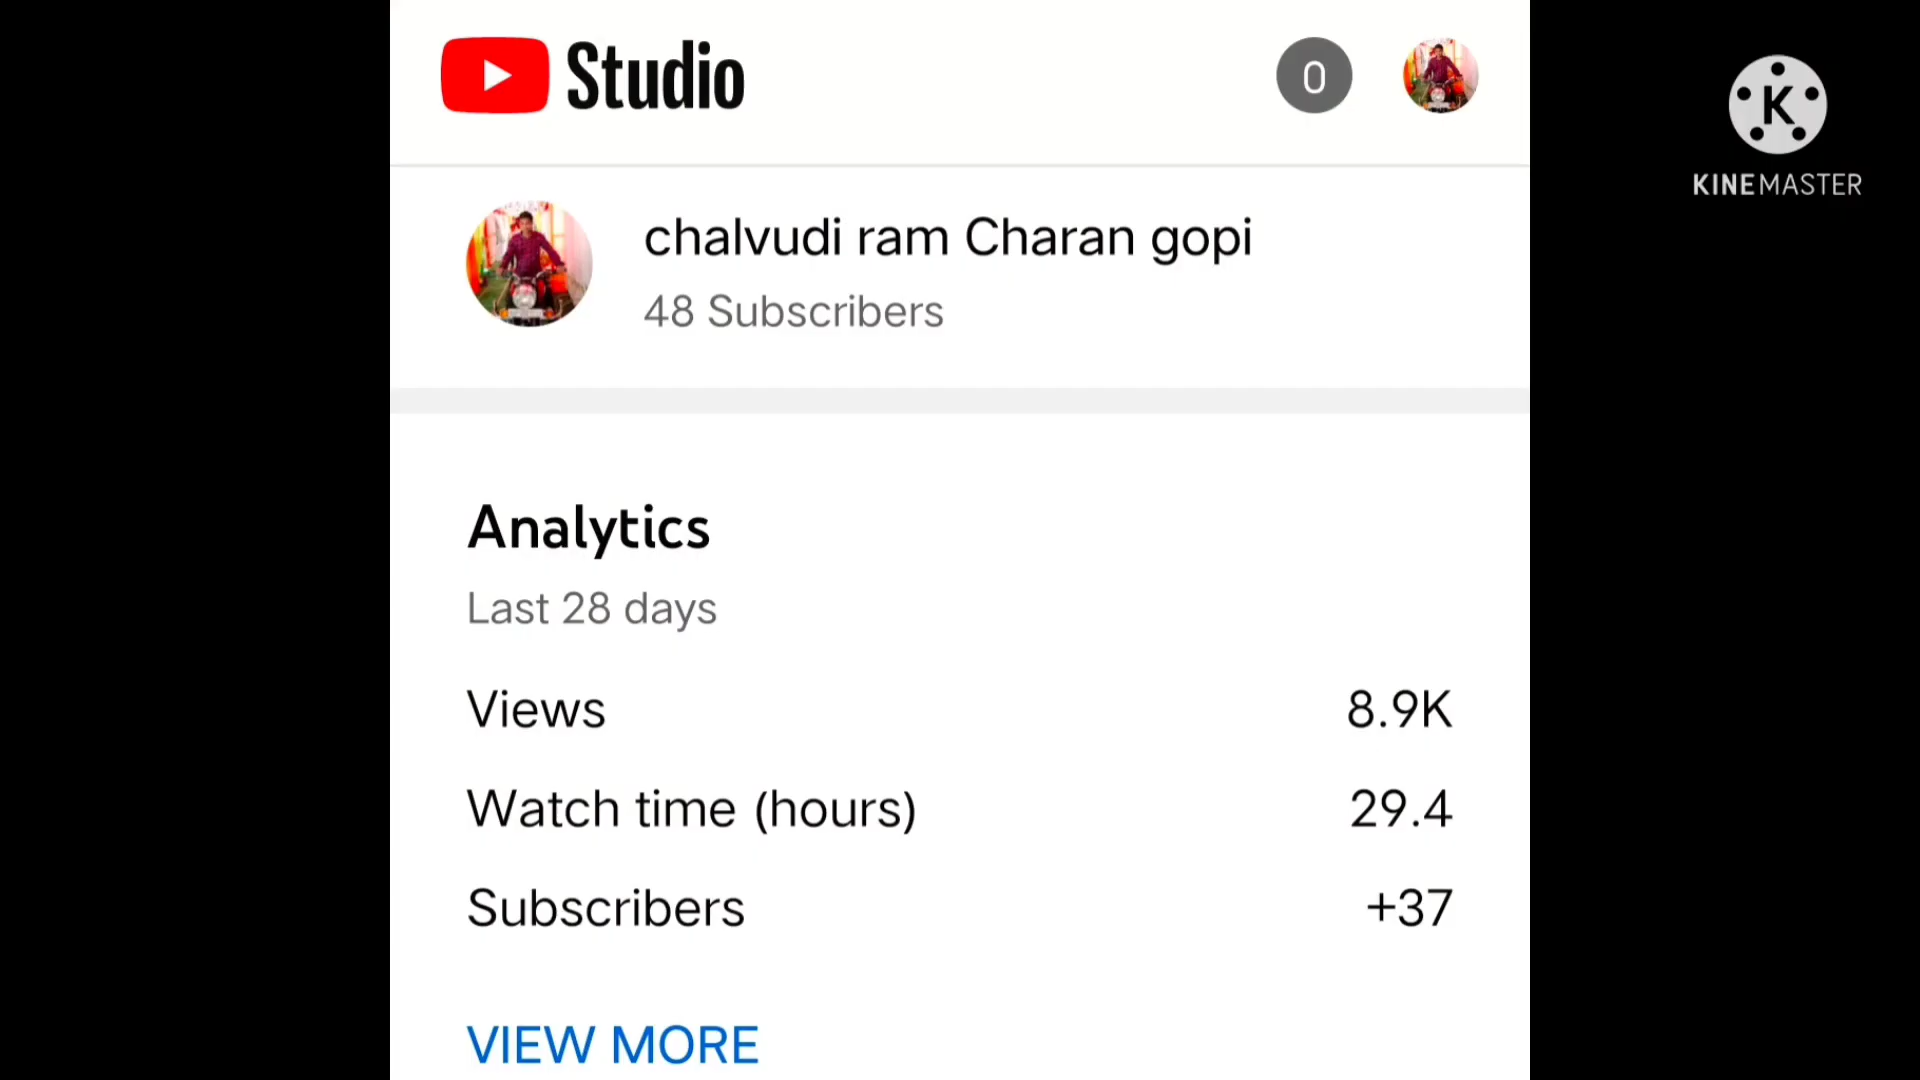 Studio
0
K
KINEMASTER
chalvudi ram Charan gopi
48 Subscribers
Analytics
Last 28 days
Views 8.9K
Watch time (hours) 29.4
Subscribers +37
VIEW MORE